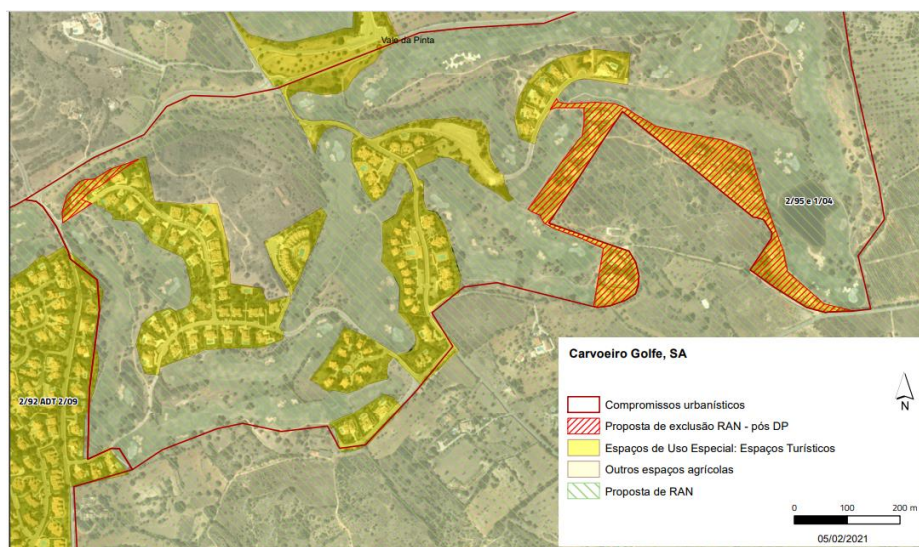 Vale da Pinta
2/95 e 1/04
2/92 ADT 2/09
Carvoeiro Golfe, SA
Compromissos urbanísticos
Proposta de exclusão RAN - pós DP
Espaços de Uso Especial: Espaços Turísticos
Outros espaços agrícolas
Proposta de RAN
N
0 100 200 m
05/02/2021